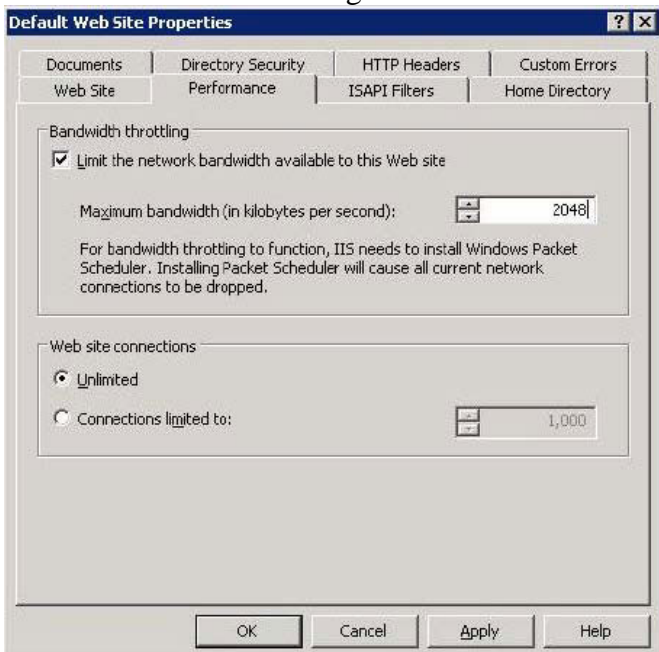 Default Web Site Properties
Documents
Directory Security
HTTP Headers
Custom Errors
Web Site
Performance
ISAPI Filters
Home Directory
Bandwidth throttling
Limit the network bandwidth available to this Web site
Maximum bandwidth (in kilobytes per second):
2048
For bandwidth throttling to function, IIS needs to install Windows Packet
Scheduler. Installing Packet Scheduler will cause all current network
connections to be dropped.
Web site connections
Unlimited
Connections limited to:
1,000
OK
Cancel
Apply
Help